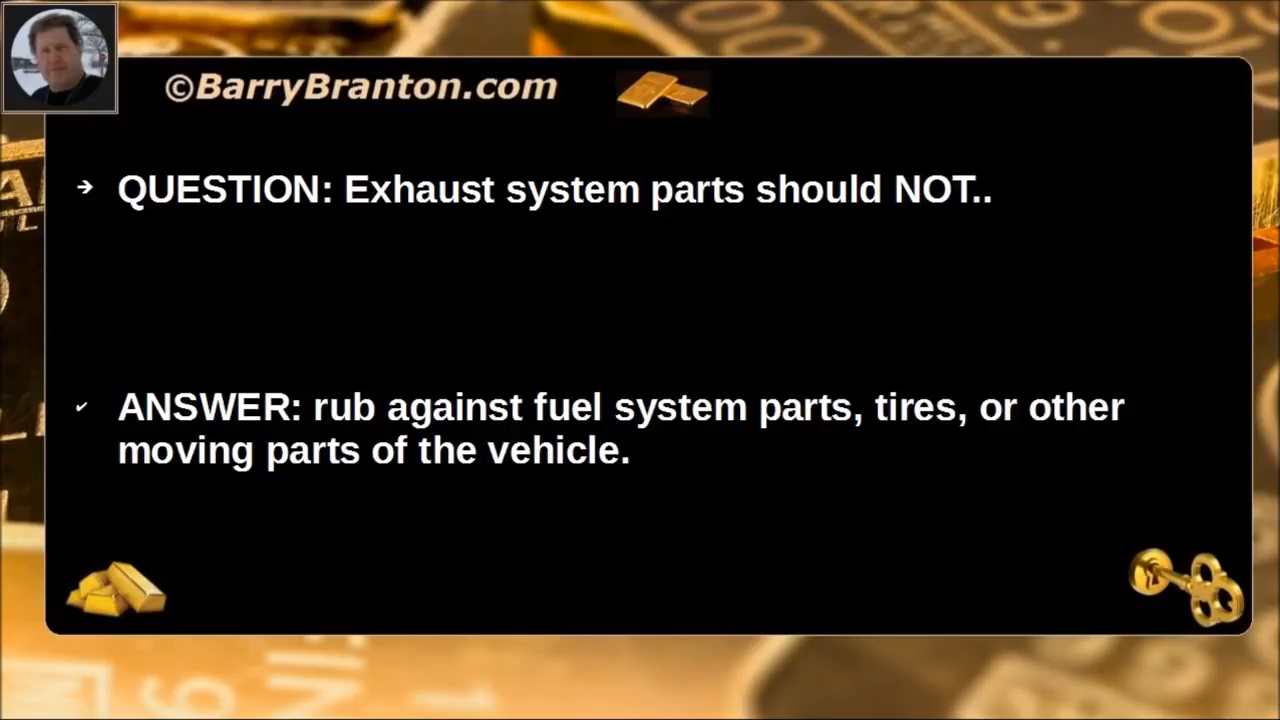 ©BarryBranton.com
QUESTION: Exhaust system parts should NOT..
ANSWER: rub against fuel system parts, tires, or other
moving parts of the vehicle.